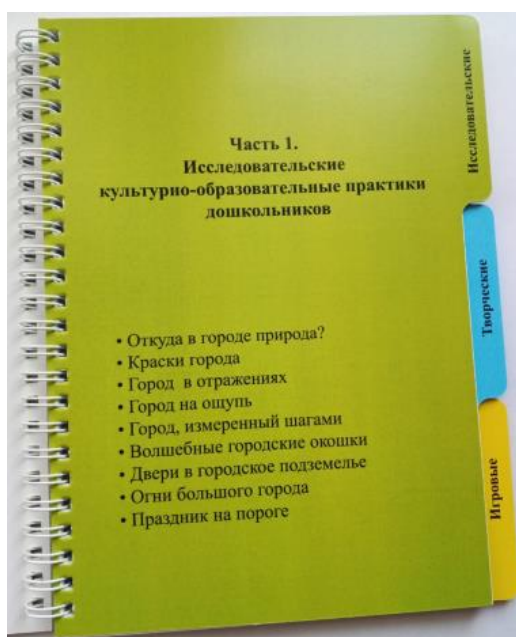 Часть 1.
Исследовательские
культурно-образовательные практики
дошкольников
• Откуда в городе природа?
• Краски города
• Город в отражениях
• Город на ощупь
• Город, измеренный шагами
• Волшебные городские окошки
• Двери в городское подземелье
• Огни большого города
• Праздник на пороге
Исследовательские
Творческие
Игровые